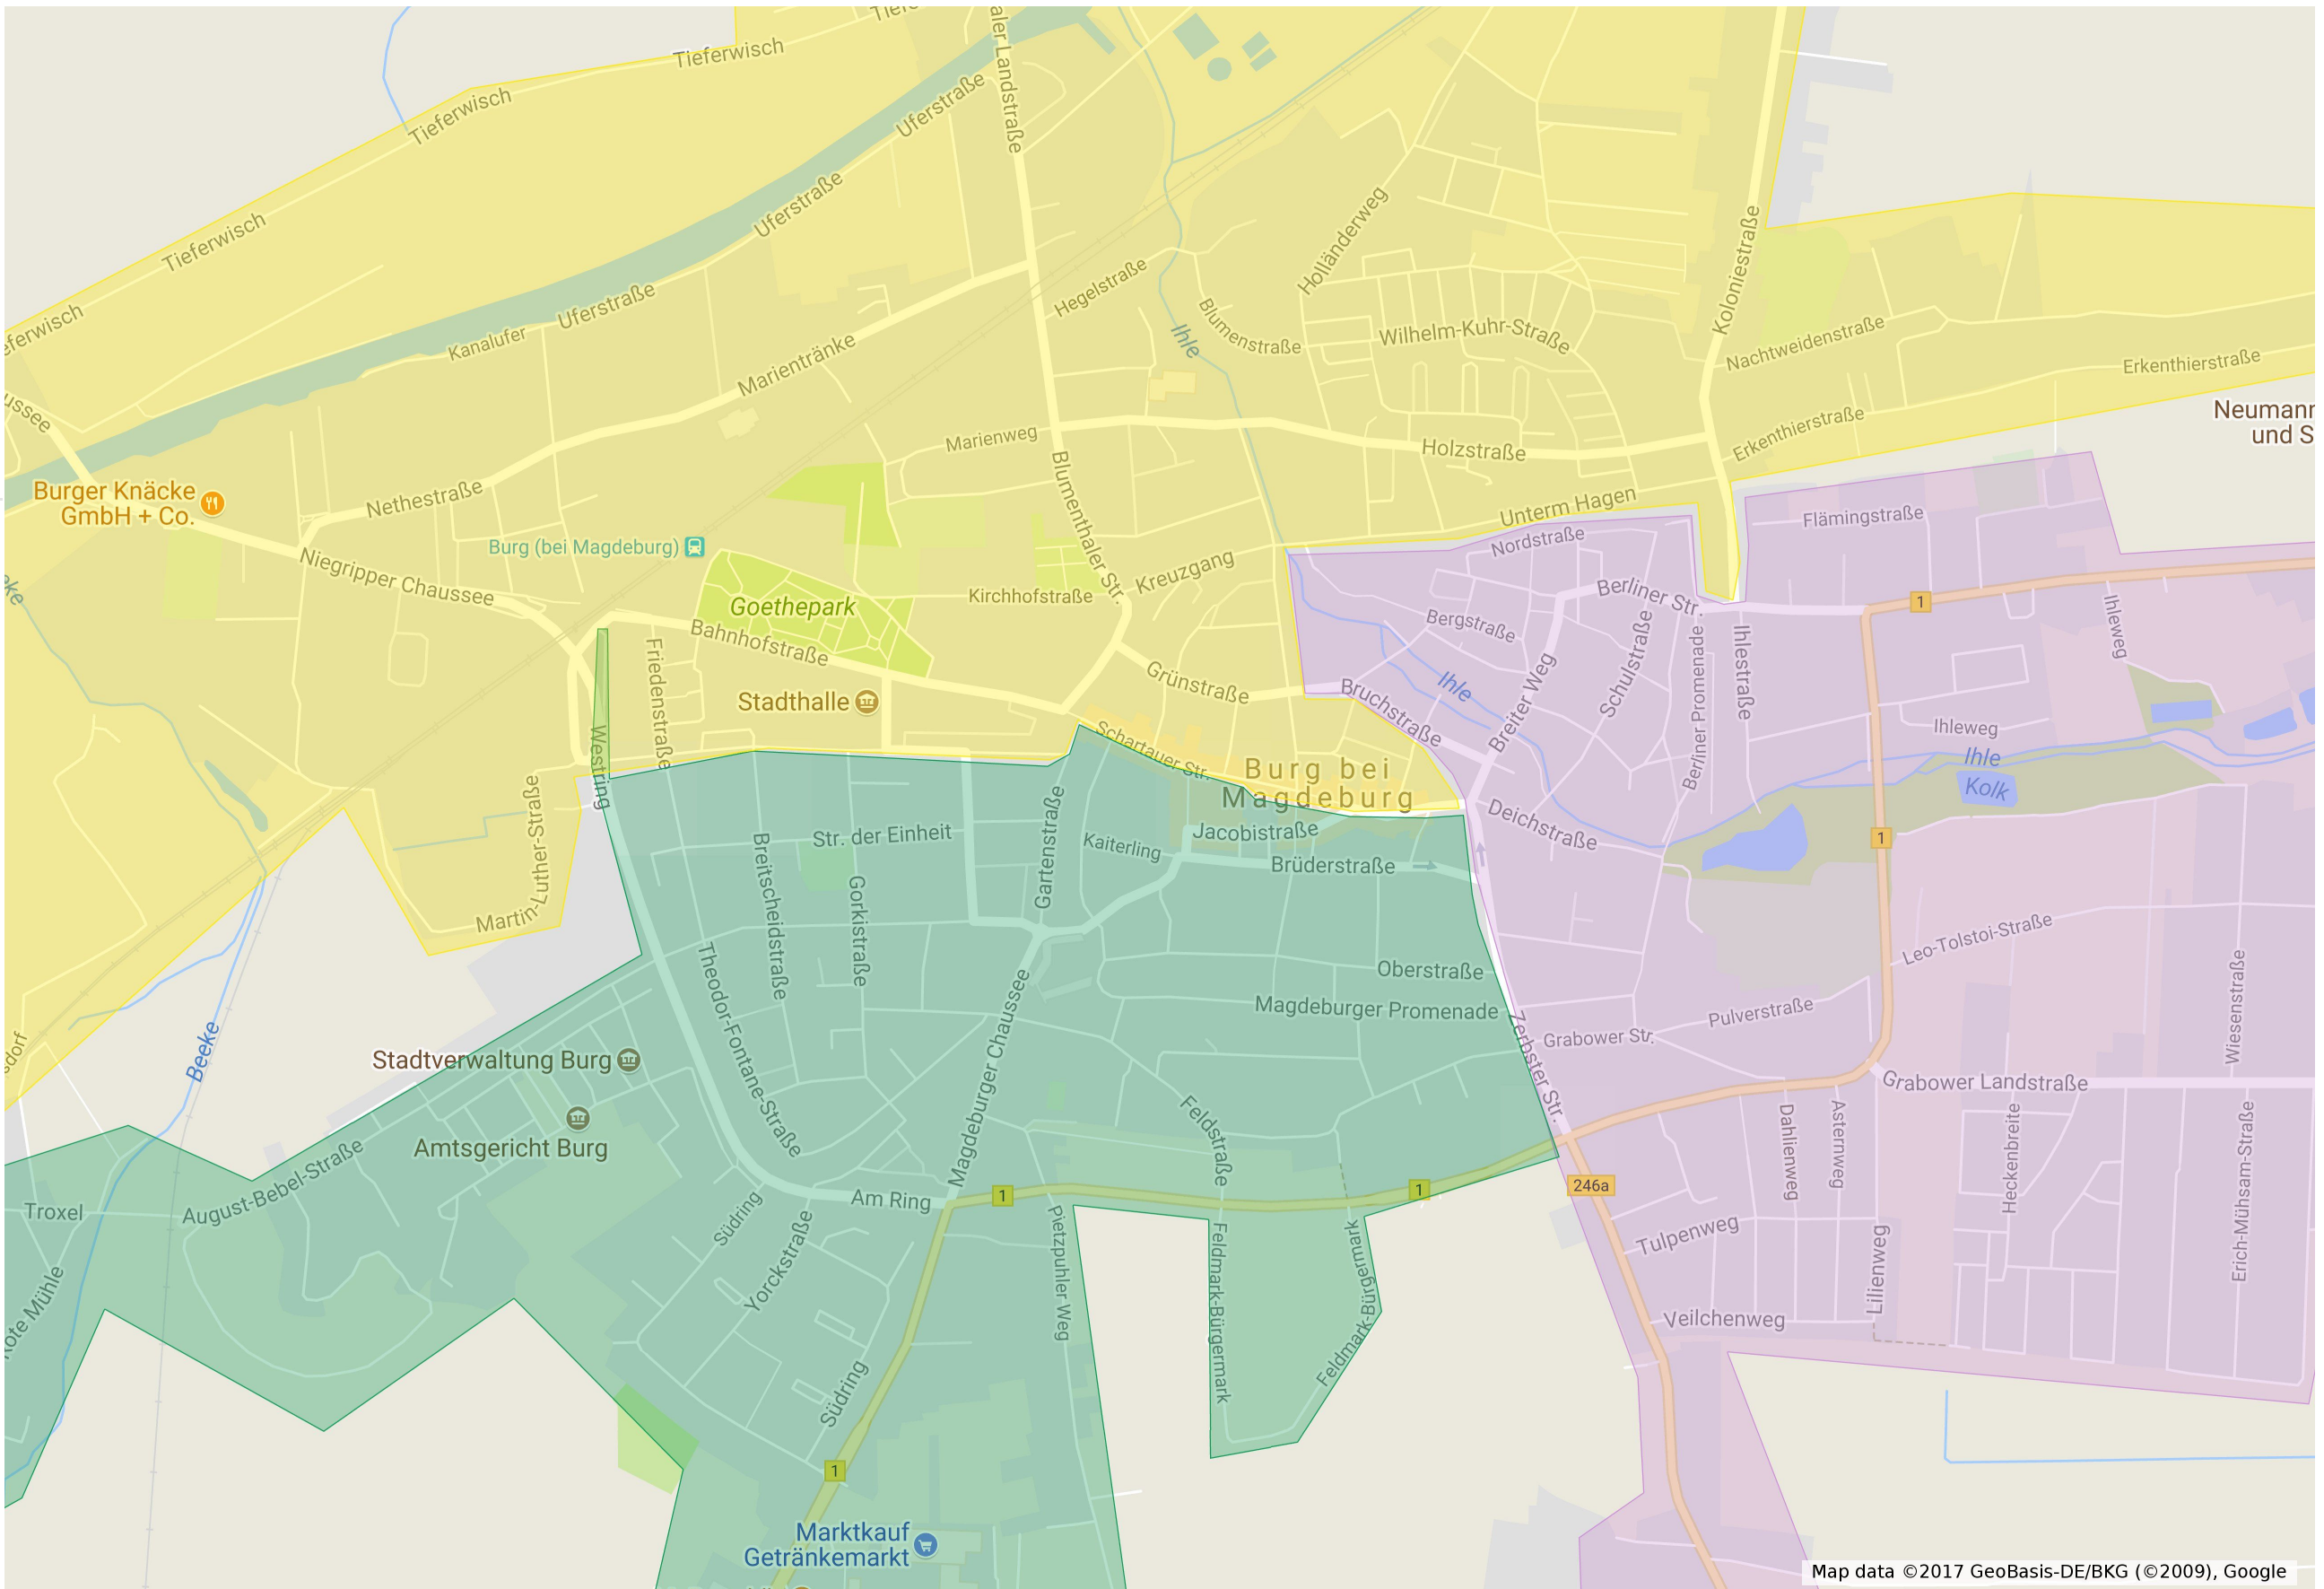 Tieferwisch
Tieferwisch
Tieferwisch
Uferstraße
Uferstraße
Uferstraße
Kanalufer
Marientränke
Nethestraße
Burger Knäcke
GmbH + Co.
Niegripper Chaussee
Burg (bei Magdeburg)
Goethepark
Bahnhofstraße
Stadthalle
Friedenstraße
Westring
Martin-Luther-Straße
Hegelstraße
Ihle
Blumenstraße
Holländerweg
Wilhelm-Kuhr-Straße
Koloniestraße
Nachtweidenstraße
Erkenthierstraße
Erkenthierstraße
Marienweg
Blumenthaler Str.
Holzstraße
Unterm Hagen
Kirchhofstraße
Kreuzgang
Grünstraße
Schartauer Str.
Burg bei
Magdeburg
Nordstraße
Flämingstraße
Berliner Str.
Bergstraße
Schulstraße
Berliner Promenade
Ihlestraße
Ihleweg
Ihleweg
Ihle
Kolk
Ihle
Bruchstraße
Breiter Weg
Deichstraße
1
1
Leo-Tolstoi-Straße
Wiesenstraße
Pulverstraße
Grabower Str.
Grabower Landstraße
Zerbster Str.
Dahlienweg
Asternweg
Heckenbreite
Erich-Mühsam-Straße
Tulpenweg
Lilienweg
Veilchenweg
246a
Str. der Einheit
Breitscheidstraße
Gorkistraße
Gartenstraße
Kaiterling
Jacobistraße
Brüderstraße
Oberstraße
Magdeburger Promenade
Theodor-Fontane-Straße
Magdeburger Chaussee
Feldstraße
Stadtverwaltung Burg
Amtsgericht Burg
Beeke
August-Bebel-Straße
Troxel
Am Ring
1
1
Südring
Yorckstraße
Südring
Pietzpuhler Weg
Feldmark-Bürgermark
Feldmark-Bürgermark
1
Marktkauf
Getränkemarkt
Map data ©2017 GeoBasis-DE/BKG (©2009), Google